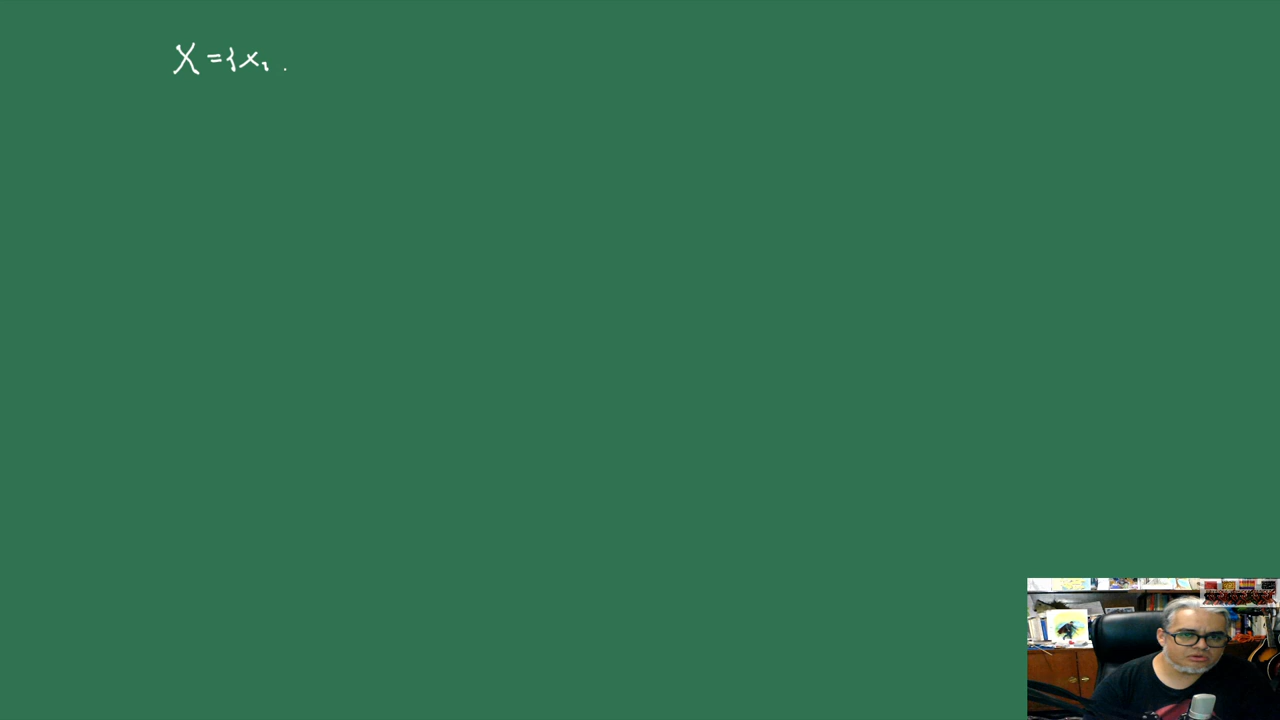 X = {x₁ .